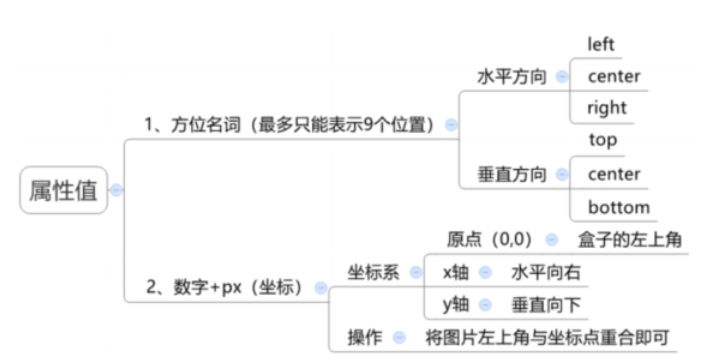 属性值
1、方位名词（最多只能表示9个位置）
水平方向
left
center
right
垂直方向
top
center
bottom
2、数字+px（坐标）
坐标系
原点（0,0） 盒子的左上角
x轴 水平向右
y轴 垂直向下
操作 将图片左上角与坐标点重合即可